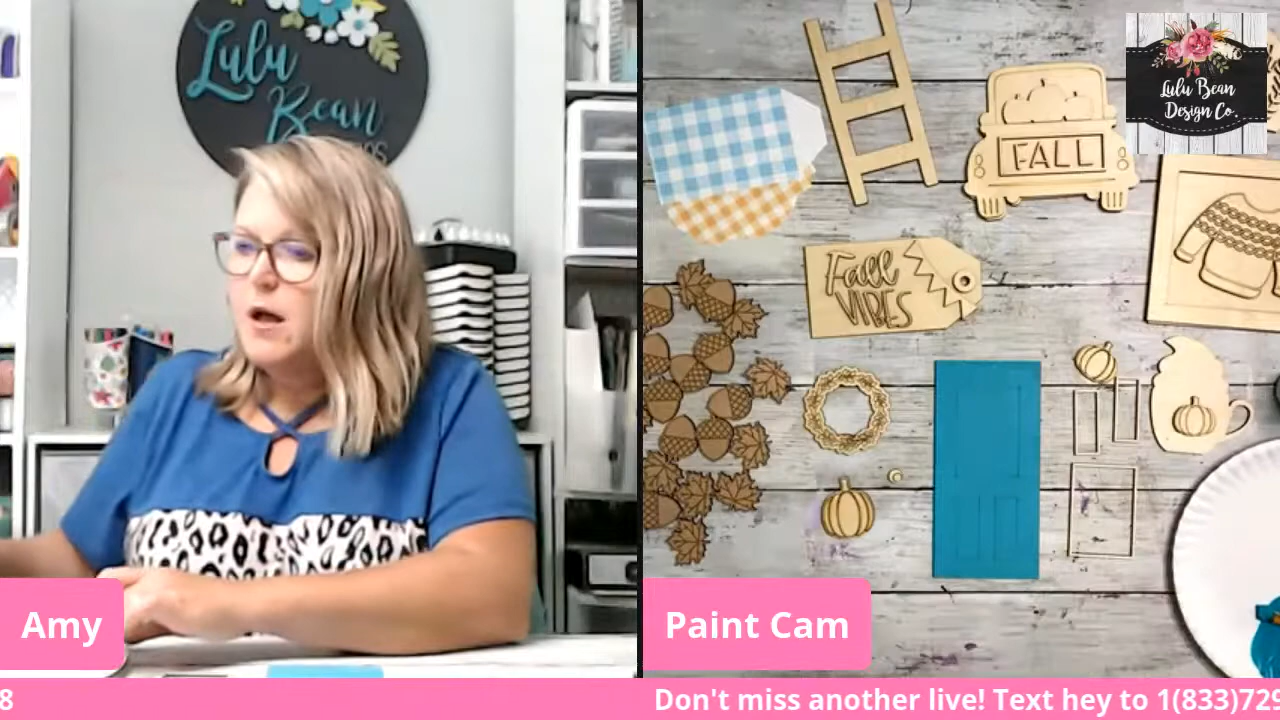 Lulu
Bean
Lulu Bean
Design Co.
FALL
Fall
VIBES
Amy
Paint Cam
8
Don't miss another live! Text hey to 1(833)729